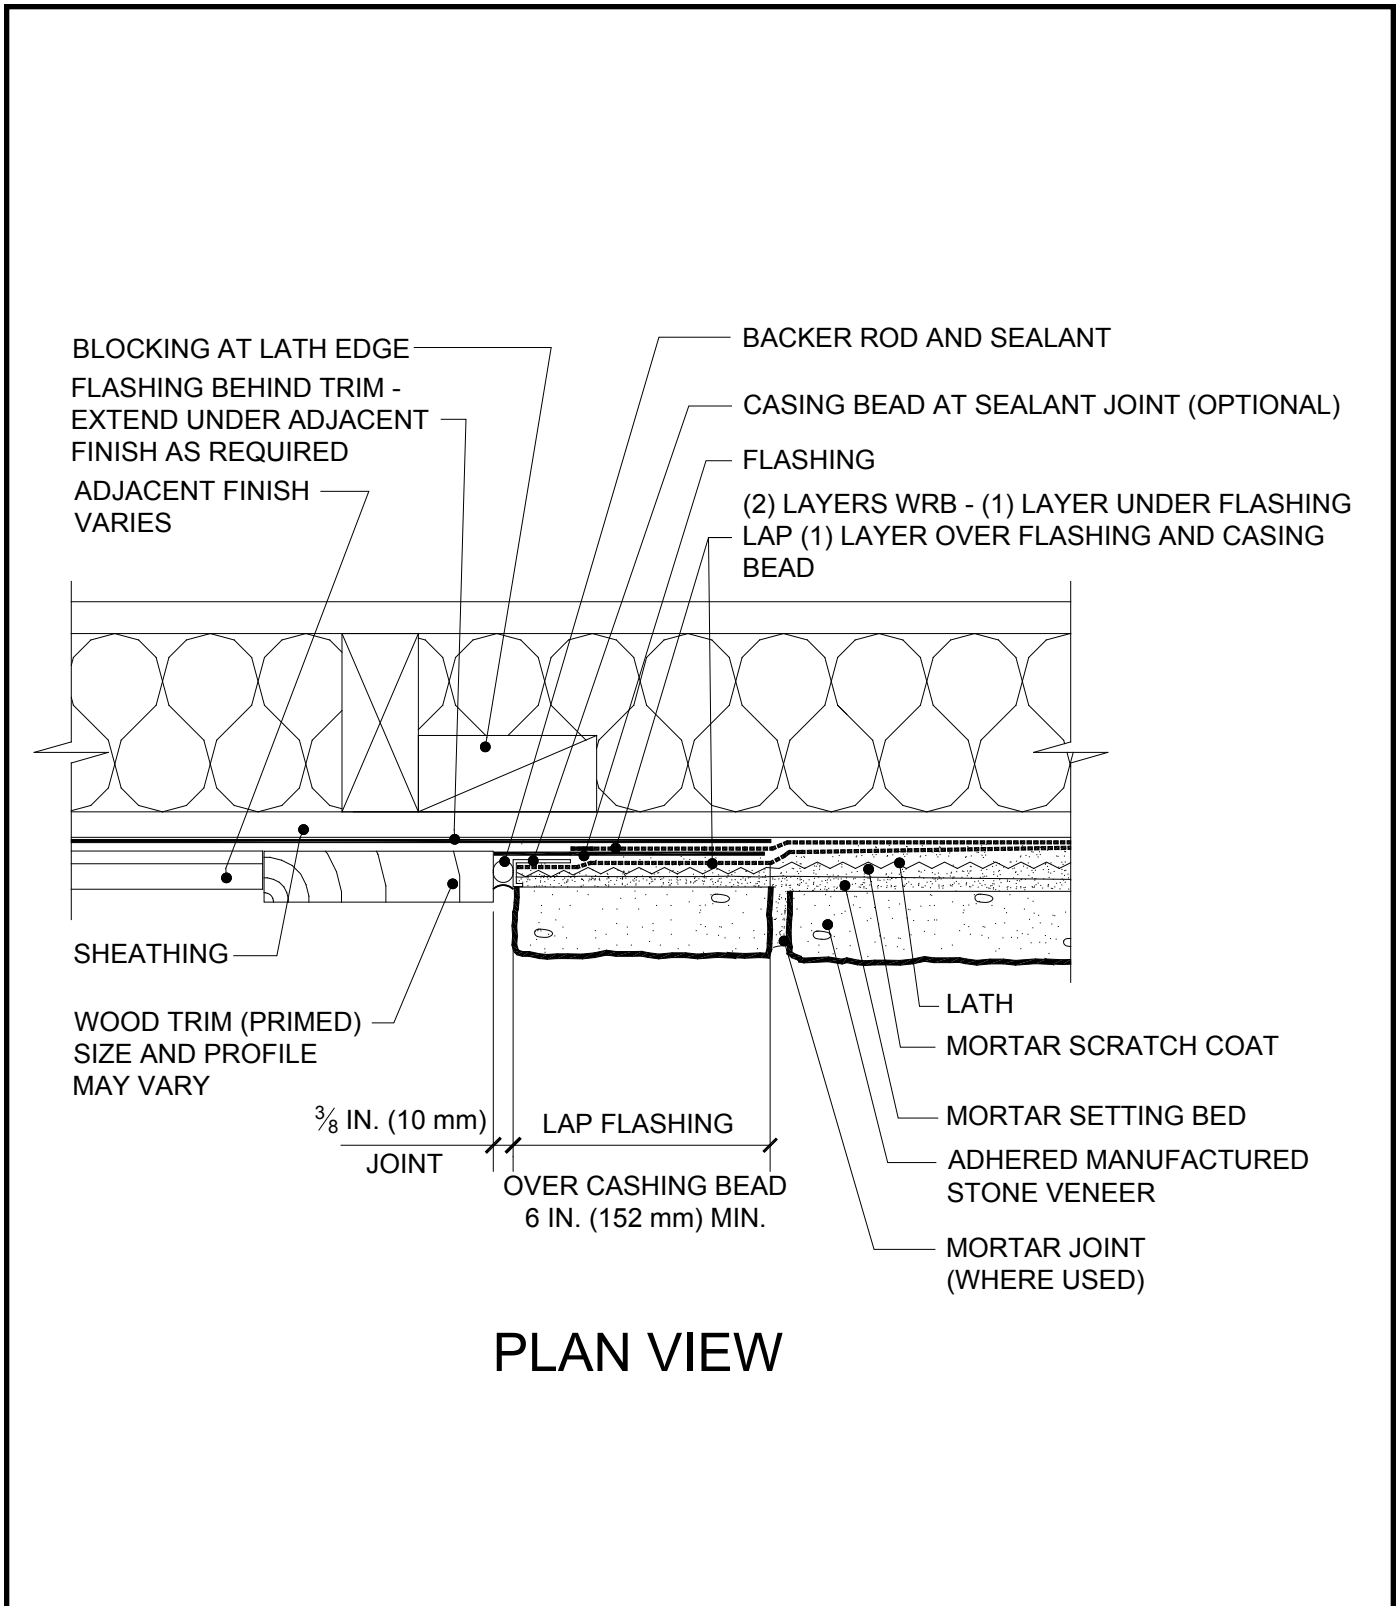 BLOCKING AT LATH EDGE
FLASHING BEHIND TRIM -
EXTEND UNDER ADJACENT
FINISH AS REQUIRED
ADJACENT FINISH
VARIES
BACKER ROD AND SEALANT
CASING BEAD AT SEALANT JOINT (OPTIONAL)
FLASHING
(2) LAYERS WRB - (1) LAYER UNDER FLASHING
LAP (1) LAYER OVER FLASHING AND CASING
BEAD
SHEATHING
WOOD TRIM (PRIMED)
SIZE AND PROFILE
MAY VARY
3/8 IN. (10 mm)
JOINT
LAP FLASHING
OVER CASHING BEAD
6 IN. (152 mm) MIN.
LATH
MORTAR SCRATCH COAT
MORTAR SETTING BED
ADHERED MANUFACTURED
STONE VENEER
MORTAR JOINT
(WHERE USED)
PLAN VIEW